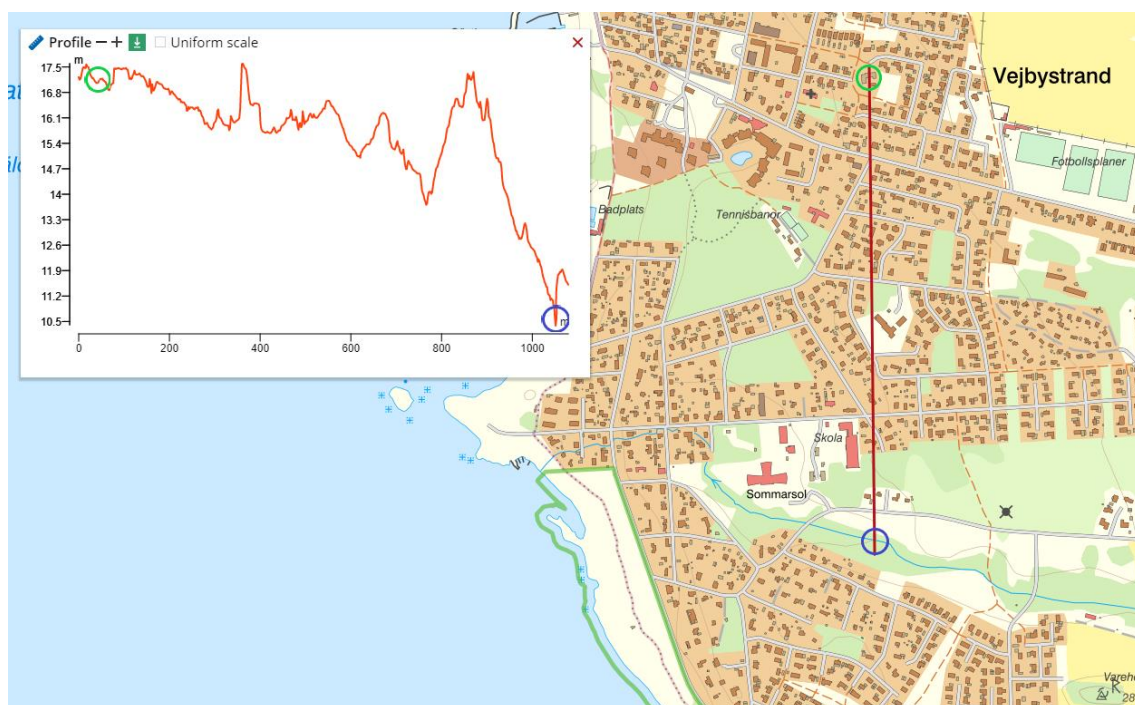 Profile
Uniform scale
m
17.5
16.8
16.1
15.4
14.7
14
13.3
12.6
11.9
11.2
10.5
0
200
400
600
800
1000
m
Vejbystrand
Fotbollsplaner
Badplats
Tennisbanor
Skola
Sommarsol
28